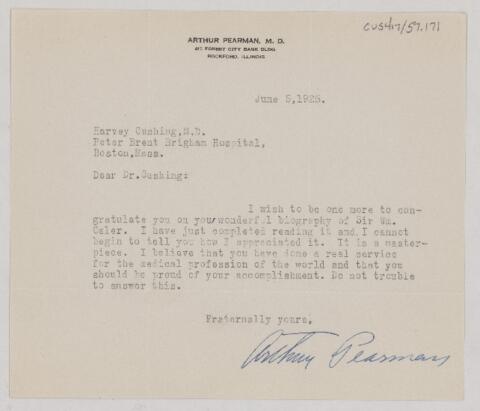 CUS417/57.171
ARTHUR PEARMAN, M. D.
FOREST CITY BANK BLDG.
ROCKFORD, ILLINOIS
June 5, 1925.
Harvey Cushing,M.D.
Peter Brent Brigham Hospital,
Boston,Mass.
Dear Dr.Cushing:
I wish to be one more to con-
gratulate you on your wonderful biography of Sir Wm.
Osler. I have just completed reading it and I cannot
begin to tell you how I appreciated it. It is a master-
piece. I believe that you have done a real service
for the medical profession of the world and that you
should be proud of your accomplishment. Do not trouble
to answer this.
Fraternally yours,
Arthur Pearman